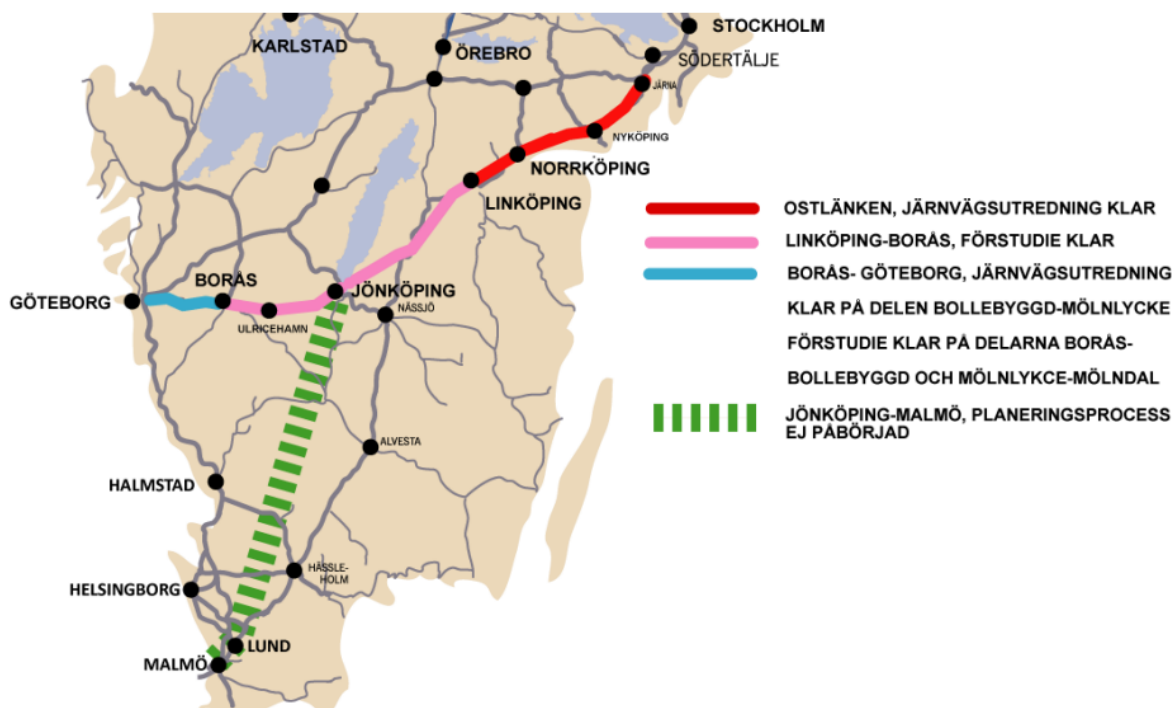 STOCKHOLM
KARLSTAD
ÖREBRO
SÖDERTÄLJE
JÄRNA
NYKÖPING
NORRKÖPING
LINKÖPING
OSTLÄNKEN, JÄRNVÄGSUTREDNING KLAR
LINKÖPING-BORÅS, FÖRSTUDIE KLAR
BORÅS- GÖTEBORG, JÄRNVÄGSUTREDNING
KLAR PÅ DELEN BOLLEBYGGD-MÖLNLYCKE
FÖRSTUDIE KLAR PÅ DELARNA BORÅS-
BOLLEBYGGD OCH MÖLNLYKCE-MÖLNDAL
JÖNKÖPING-MALMÖ, PLANERINGSPROCESS
EJ PÅBÖRJAD
BORÅS
GÖTEBORG
JÖNKÖPING
NÄSSJÖ
ULRICEHAMN
ALVESTA
HALMSTAD
HÄSSLE-
HOLM
HELSINGBORG
LUND
MALMÖ